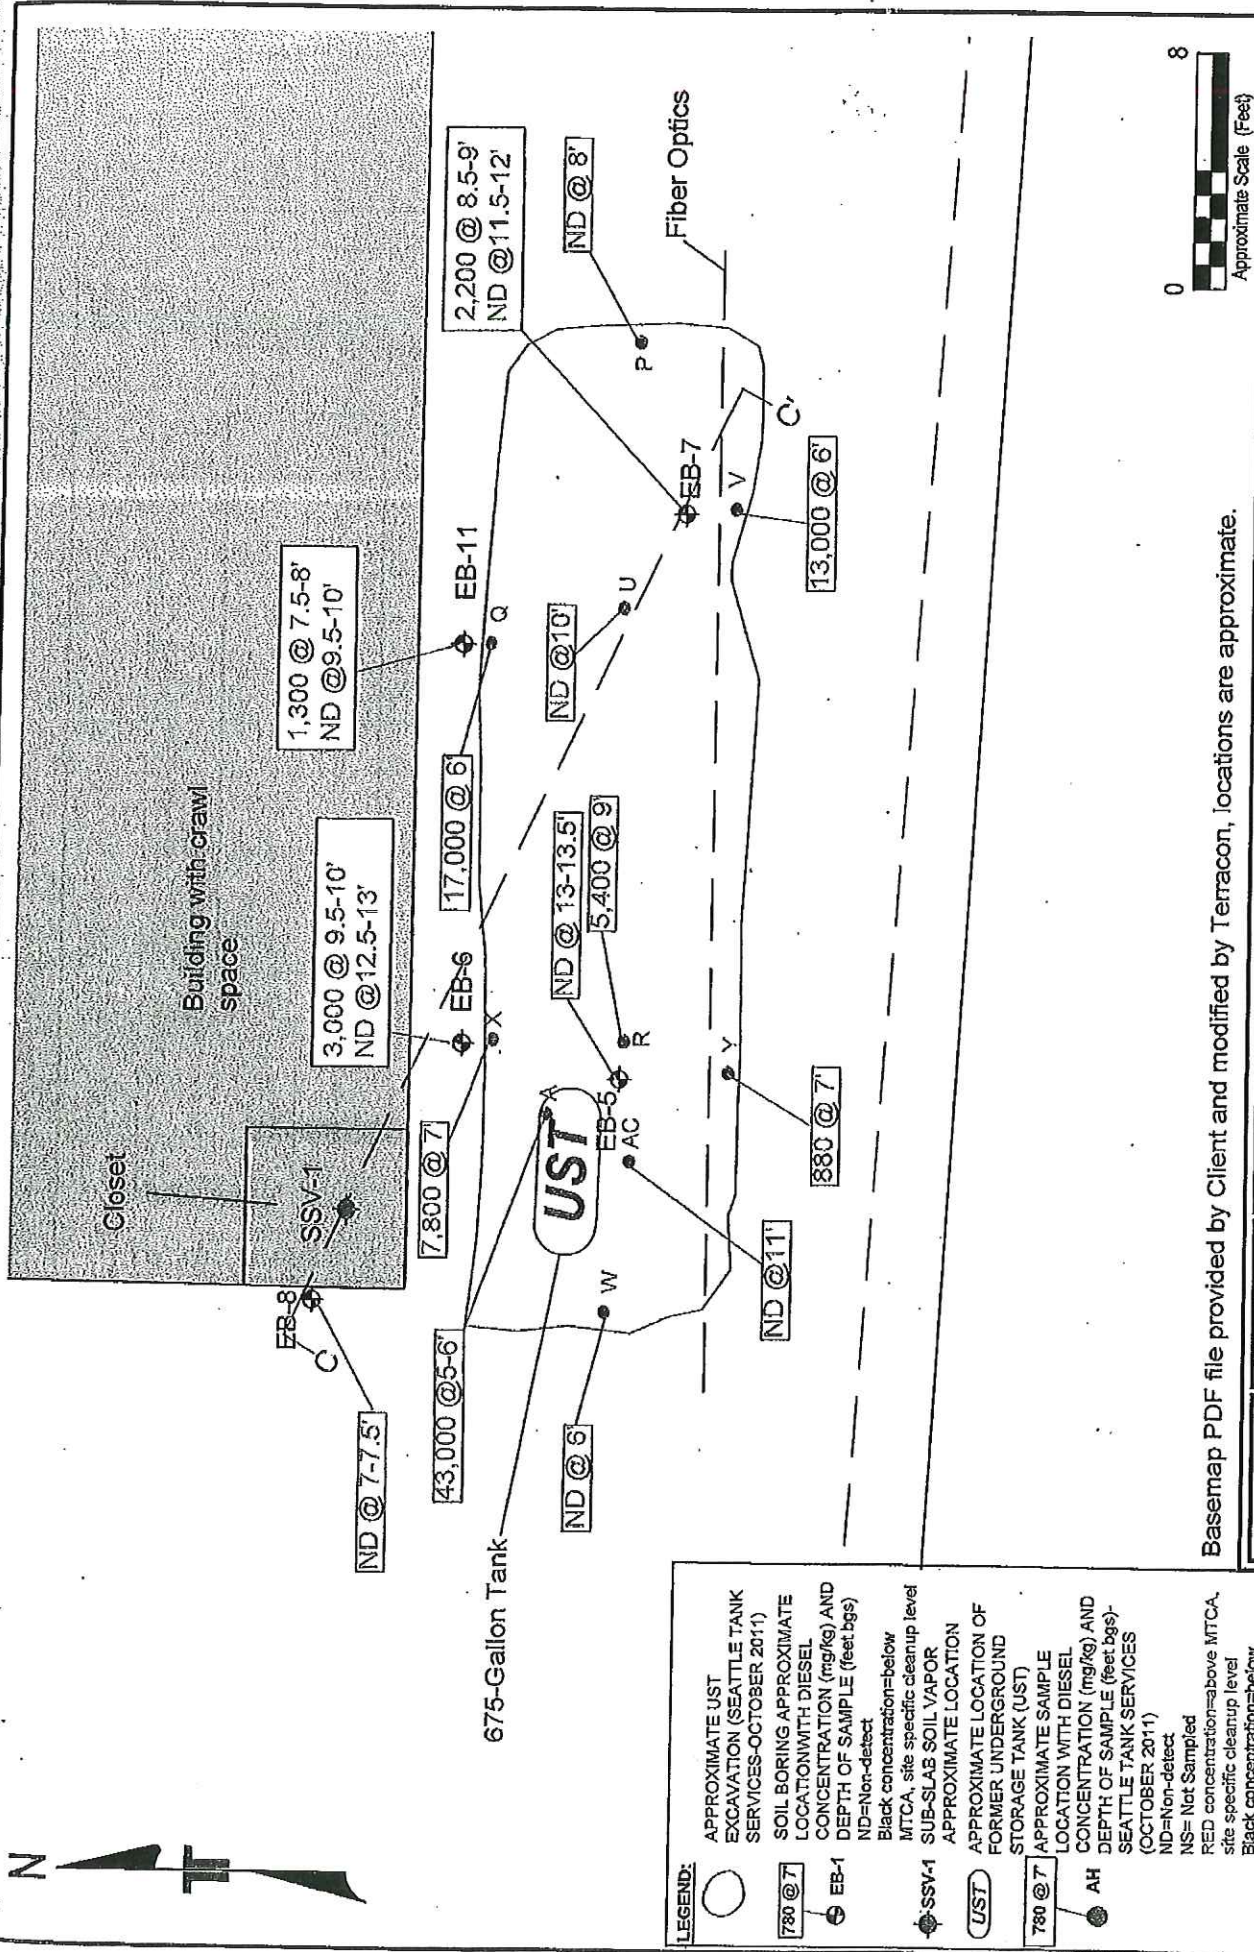 N
Closet
Building with crawl
space
EB-8
C
SSV-1
ND @ 7-7.5'
3,000 @ 9.5-10'
ND @12.5-13'
1,300 @ 7.5-8'
ND @9.5-10'
43,000 @5-6'
7,800 @ 7'
EB-6
X
17,000 @ 6'
EB-11
Q
2,200 @ 8.5-9'
ND @11.5-12'
675-Gallon Tank
ND @ 6'
W
UST
A
EB-5
AC
R
ND @ 13-13.5'
5,400 @ 9'
ND @10'
U
P
ND @ 8'
EB-7
Fiber Optics
ND @11'
Y
880 @ 7'
V
C'
13,000 @ 6'
LEGEND:
APPROXIMATE UST
EXCAVATION (SEATTLE TANK
SERVICES-OCTOBER 2011)
780 @ 7'
EB-1
SOIL BORING APPROXIMATE
LOCATIONWITH DIESEL
CONCENTRATION (mg/kg) AND
DEPTH OF SAMPLE (feet bgs)
ND=Non-detect
Black concentration=below
MTCA, site specific cleanup level
SSV-1
SUB-SLAB SOIL VAPOR
APPROXIMATE LOCATION
UST
APPROXIMATE LOCATION OF
FORMER UNDERGROUND
STORAGE TANK (UST)
780 @ 7'
AH
APPROXIMATE SAMPLE
LOCATION WITH DIESEL
CONCENTRATION (mg/kg) AND
DEPTH OF SAMPLE (feet bgs)-
SEATTLE TANK SERVICES
(OCTOBER 2011)
ND=Non-detect
NS= Not Sampled
RED concentration=above MTCA,
site specific cleanup level
Black concentration=below
Basemap PDF file provided by Client and modified by Terracon, locations are approximate.
0
8
Approximate Scale (Feet)